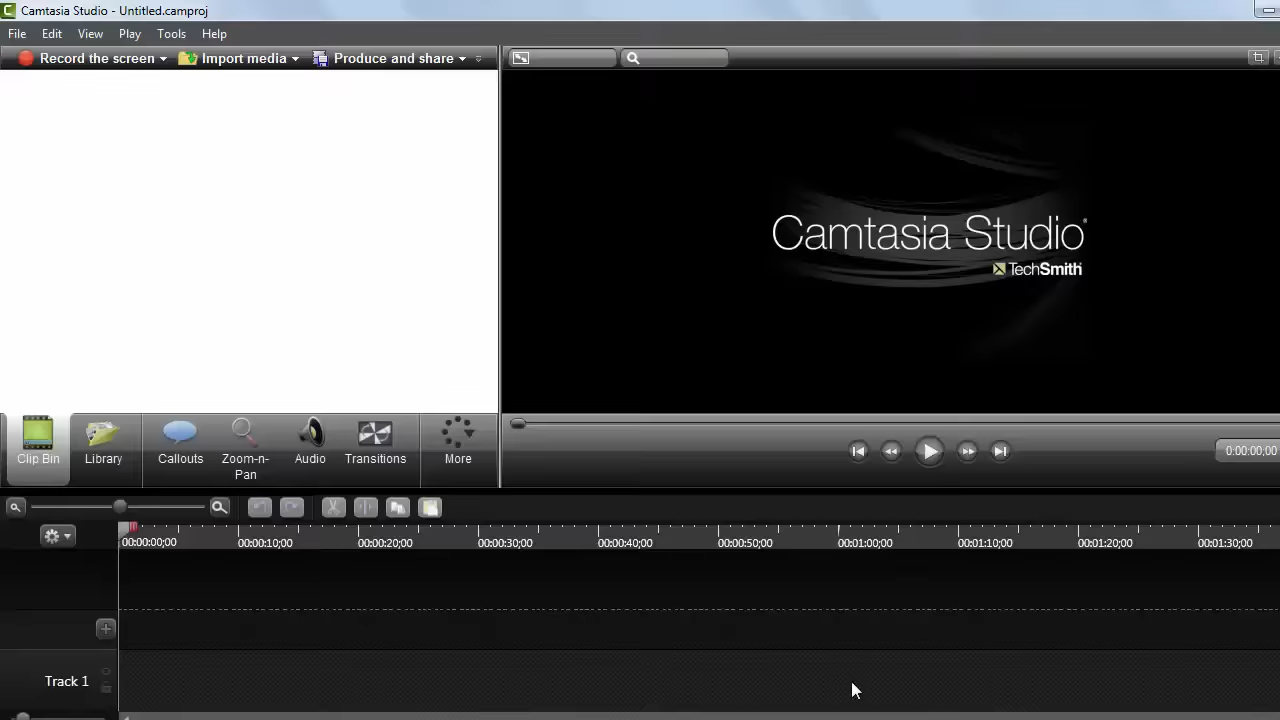 Camtasia Studio - Untitled.camproj
File Edit View Play Tools Help
Record the screen Import media Produce and share
Camtasia Studio®
TechSmith
Clip Bin Library Callouts Zoom-n-Pan Audio Transitions More
0:00:00;00
00:00:00;00 00:00:10;00 00:00:20;00 00:00:30;00 00:00:40;00 00:00:50;00 00:01:00;00 00:01:10;00 00:01:20;00 00:01:30;00
Track 1